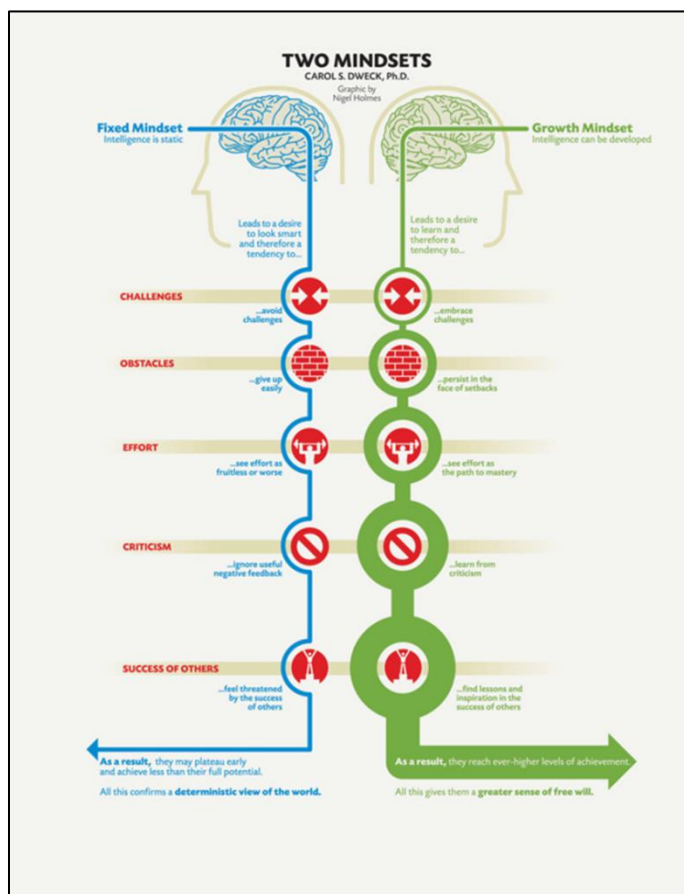 TWO MINDSETS
CAROL S. DWECK, Ph.D.
Graphic by
Nigel Holmes
Fixed Mindset
Intelligence is static
Growth Mindset
Intelligence can be developed
Leads to a desire
to look smart
and therefore a
tendency to...
Leads to a desire
to learn and
therefore a
tendency to...
CHALLENGES
...avoid
challenges
...embrace
challenges
OBSTACLES
...give up
easily
...persist in the
face of setbacks
EFFORT
...see effort as
fruitless or worse
...see effort as
the path to mastery
CRITICISM
...ignore useful
negative feedback
...learn from
criticism
SUCCESS OF OTHERS
...feel threatened
by the success
of others
...find lessons and
inspiration in the
success of others
As a result, they may plateau early
and achieve less than their full potential.
All this confirms a deterministic view of the world.
As a result, they reach ever-higher levels of achievement.
All this gives them a greater sense of free will.